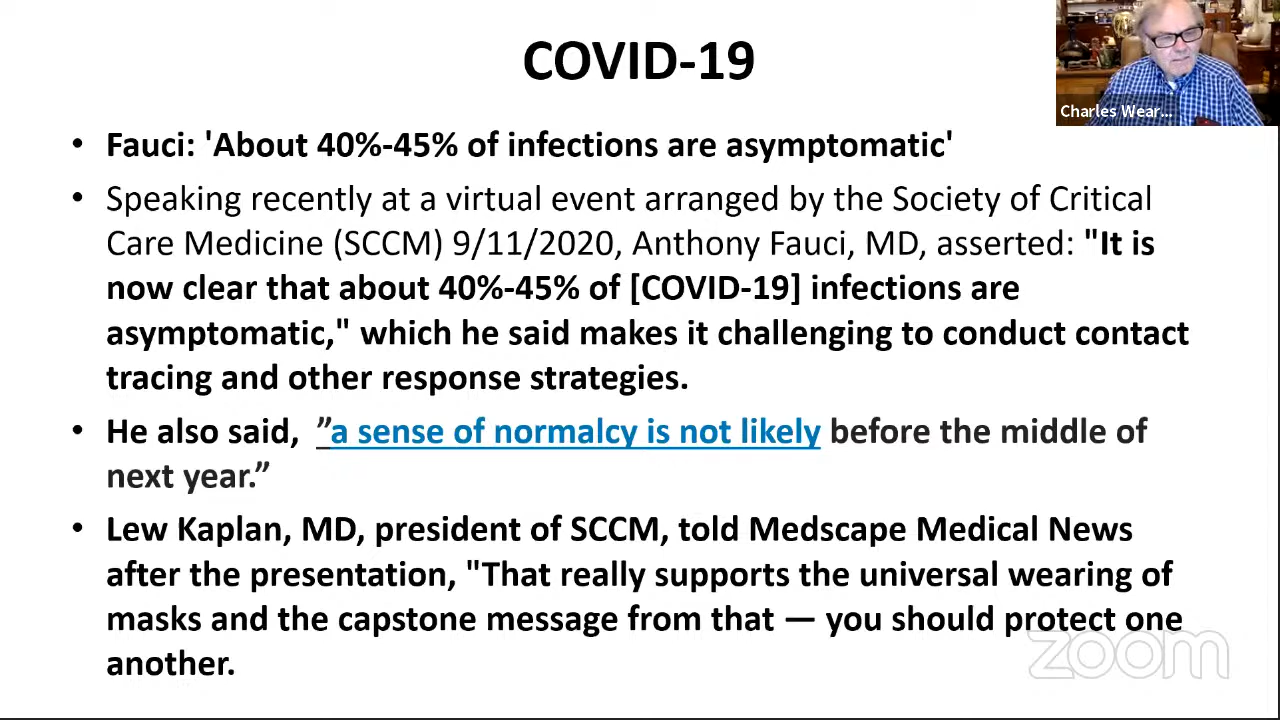 COVID-19
Charles Wear...
• Fauci: 'About 40%-45% of infections are asymptomatic'
• Speaking recently at a virtual event arranged by the Society of Critical
Care Medicine (SCCM) 9/11/2020, Anthony Fauci, MD, asserted: "It is
now clear that about 40%-45% of [COVID-19] infections are
asymptomatic," which he said makes it challenging to conduct contact
tracing and other response strategies.
• He also said, ”a sense of normalcy is not likely before the middle of
next year.”
• Lew Kaplan, MD, president of SCCM, told Medscape Medical News
after the presentation, "That really supports the universal wearing of
masks and the capstone message from that — you should protect one
another.
zoom